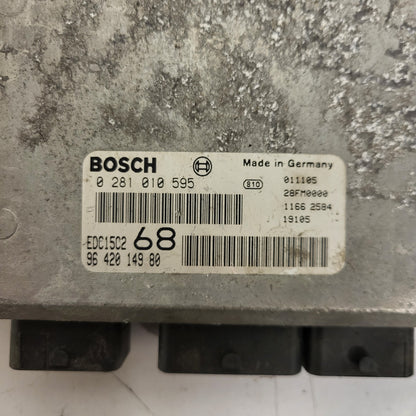 BOSCH
Made in Germany
0 281 010 595
810
011105
28FM0000
1166 2584
19105
EDC15C2 68
96 420 149 80